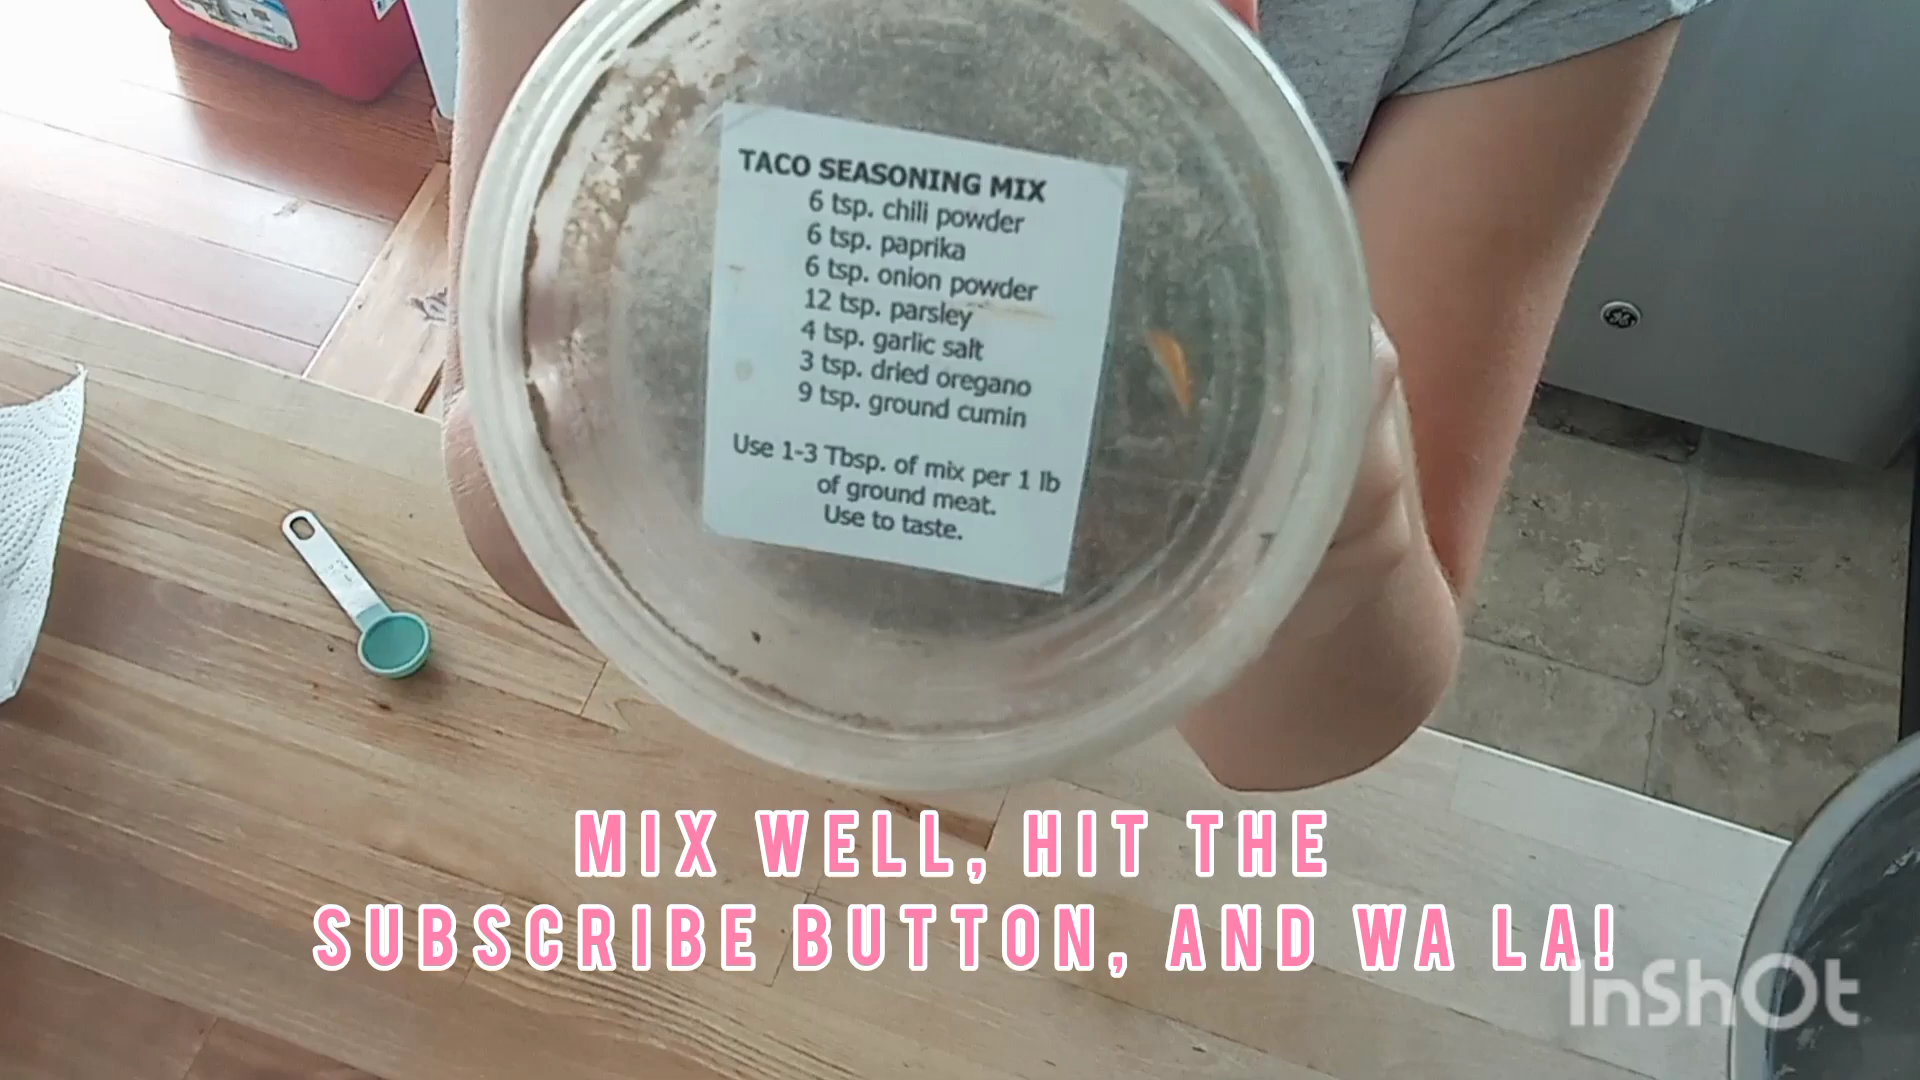 TACO SEASONING MIX
6 tsp. chili powder
6 tsp. paprika
6 tsp. onion powder
12 tsp. parsley
4 tsp. garlic salt
3 tsp. dried oregano
9 tsp. ground cumin
Use 1-3 Tbsp. of mix per 1 lb
of ground meat.
Use to taste.
MIX WELL, HIT THE
SUBSCRIBE BUTTON, AND WA LA!
InShOt